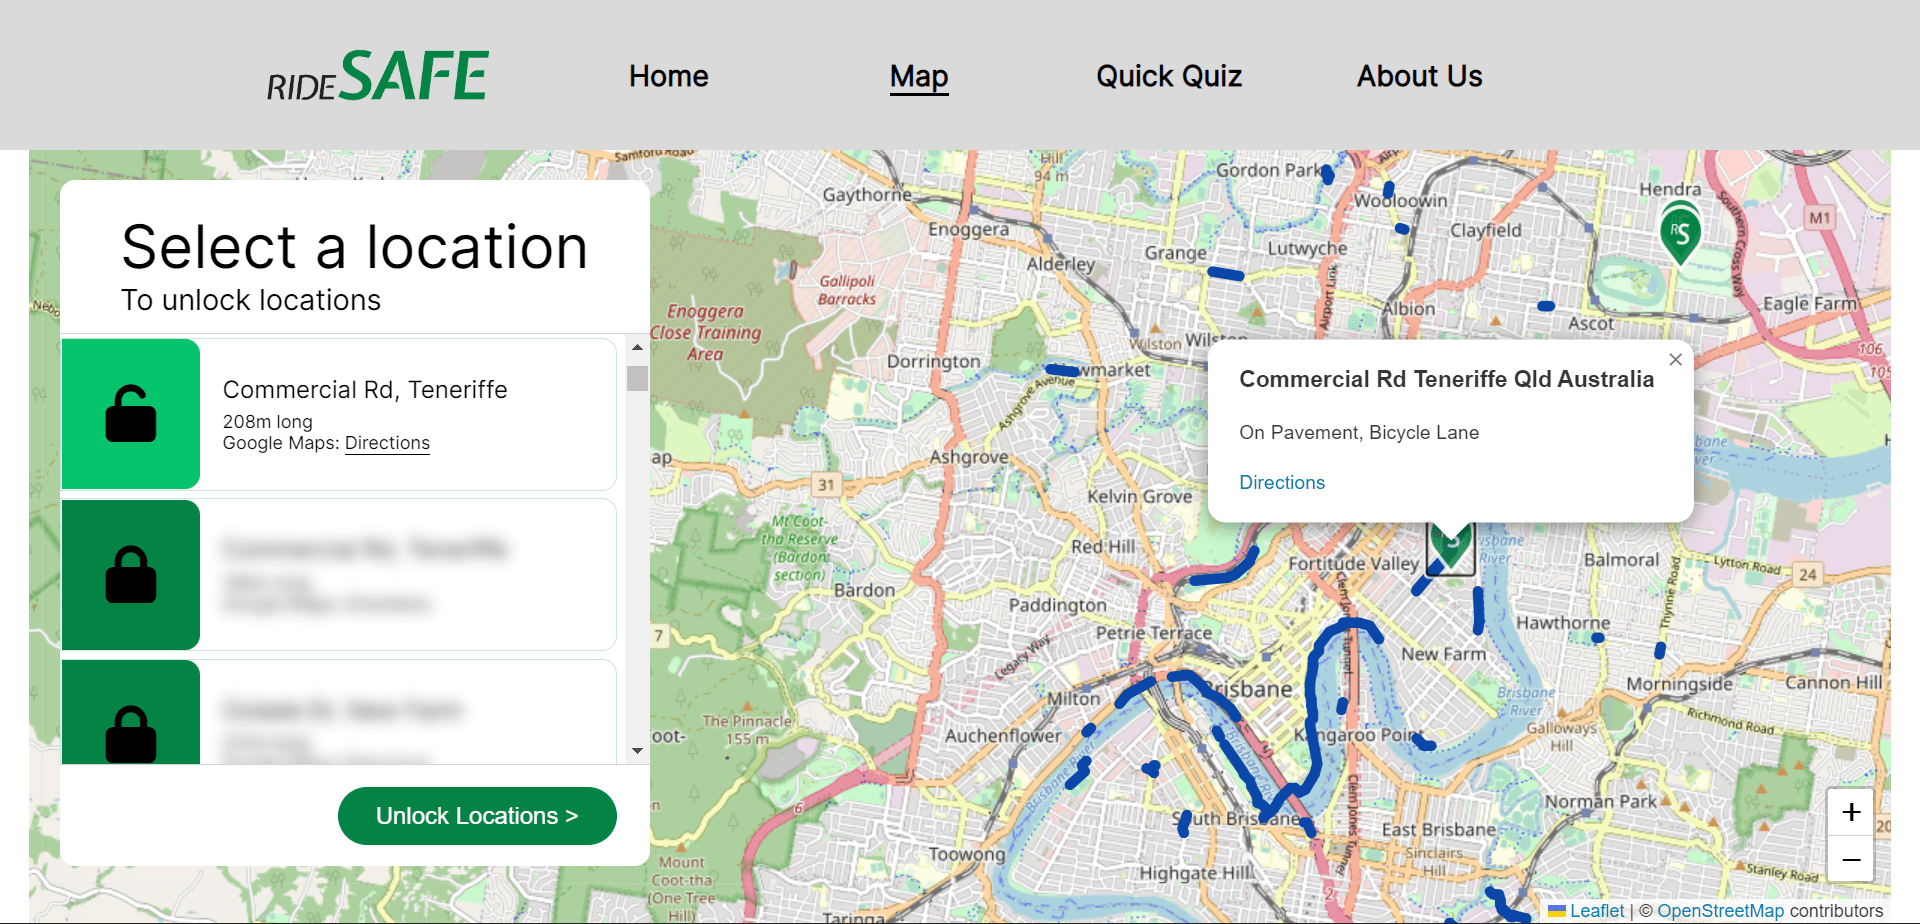 RIDE SAFE
Home
Map
Quick Quiz
About Us
Select a location
To unlock locations
Commercial Rd, Teneriffe
208m long
Google Maps: Directions
Unlock Locations >
Commercial Rd Teneriffe Qld Australia
×
On Pavement, Bicycle Lane
Directions
Samford Road
Hill
94 m
Gordon Park
Gaythorne
Wooloowin
Hendra
M1
Enoggera
Clayfield
RS
Grange
Lutwyche
Alderley
Southern Cross Way
Gallipoli
Barracks
Airport Link
Eagle Farm
Enoggera
Close Training
Area
Albion
Ascot
Wilston
106
Dorrington
Ashgrove Avenue
31
Ashgrove
Kelvin Grove
Mt Coot-
tha Reserve
(Bardon
section)
Red Hill
Fortitude Valley
Balmoral
Lytton Road
24
Bardon
Paddington
Thynne Road
Hawthorne
7
Petrie Terrace
Legacy Way
New Farm
Milton
Brisbane
Brisbane
River
Morningside
Cannon Hill
The Pinnacle
155 m
Auchenflower
Kangaroo Point
Galloways
Hill
Richmond Road
Brisbane River
6
Clem Jones Tunnel
Norman Park
South Brisbane
East Brisbane
Sinclairs
Hill
Toowong
Mount
Coot-tha
(One Tree
Hill)
Highgate Hill
2
Stanley Road
20
Taringa
+
−
Leaflet | © OpenStreetMap contributors